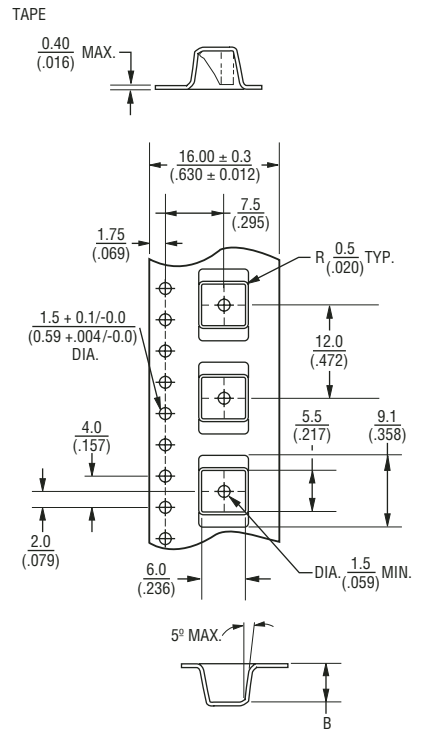 TAPE
0.40
(.016)
MAX.
16.00 ± 0.3
(.630 ± 0.012)
7.5
(.295)
1.75
(.069)
R 0.5 TYP.
(.020)
1.5 + 0.1/-0.0
(0.59 +.004/-0.0)
DIA.
12.0
(.472)
5.5
(.217)
9.1
(.358)
4.0
(.157)
2.0
(.079)
6.0
(.236)
DIA. 1.5 MIN.
(.059)
5º MAX.
B